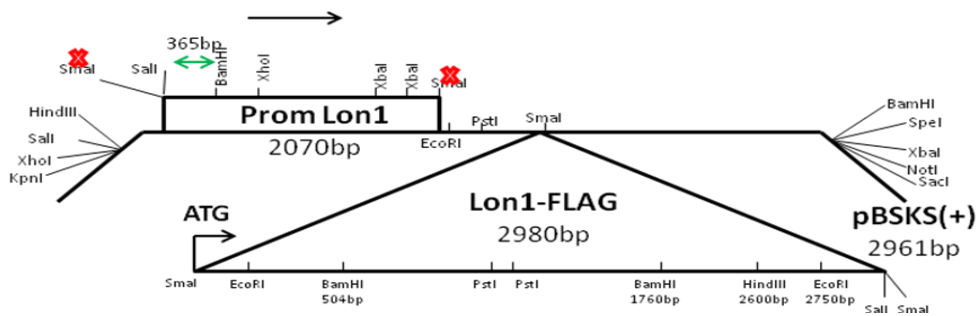 365bp
SmaI
SalI
BamHI
XhoI
XbaI
XbaI
SmaI
Prom Lon1
2070bp
HindIII
SalI
XhoI
KpnI
EcoRI
PstI
SmaI
BamHI
SpeI
XbaI
NotI
SacI
pBSKS(+)
2961bp
Lon1-FLAG
2980bp
ATG
SmaI
EcoRI
BamHI
504bp
PstI
PstI
BamHI
1760bp
HindIII
2600bp
EcoRI
2750bp
SalI
SmaI